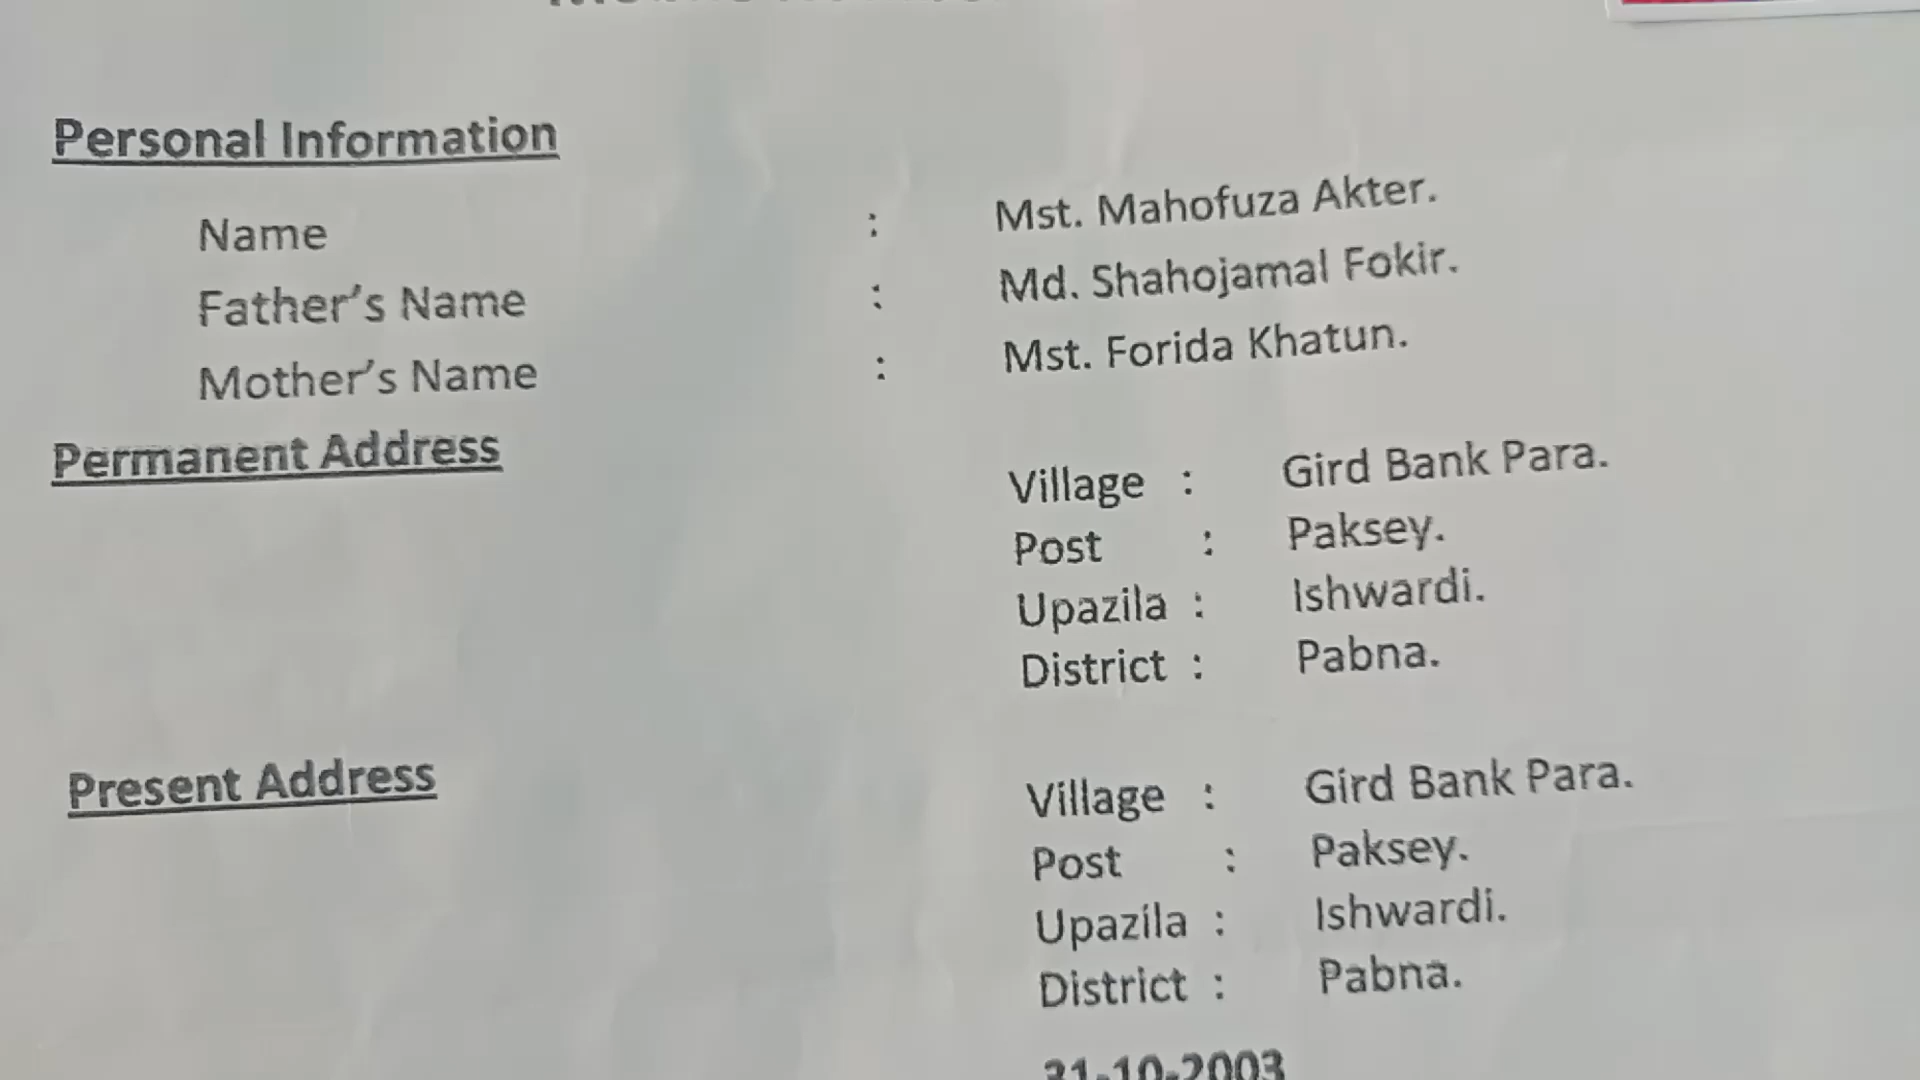 Personal Information
Name : Mst. Mahofuza Akter.
Father's Name : Md. Shahojamal Fokir.
Mother's Name : Mst. Forida Khatun.
Permanent Address
Village : Gird Bank Para.
Post : Paksey.
Upazila : Ishwardi.
District : Pabna.
Present Address
Village : Gird Bank Para.
Post : Paksey.
Upazila : Ishwardi.
District : Pabna.
31-10-2003